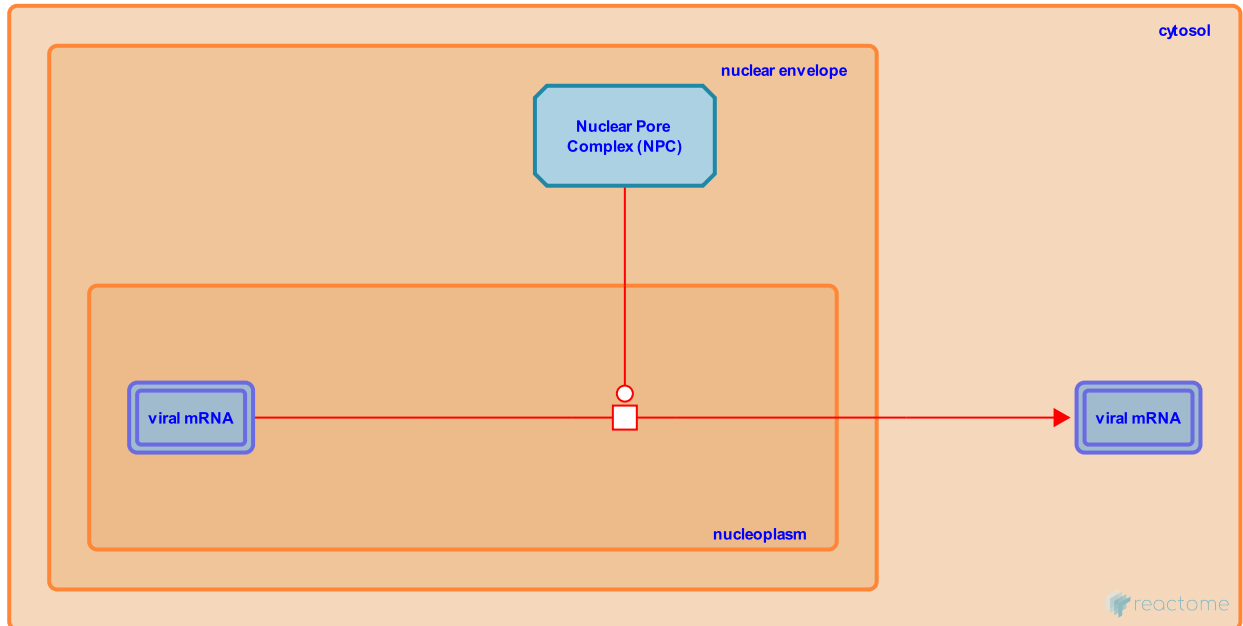 cytosol
nuclear envelope
Nuclear Pore
Complex (NPC)
viral mRNA
viral mRNA
nucleoplasm
reactome